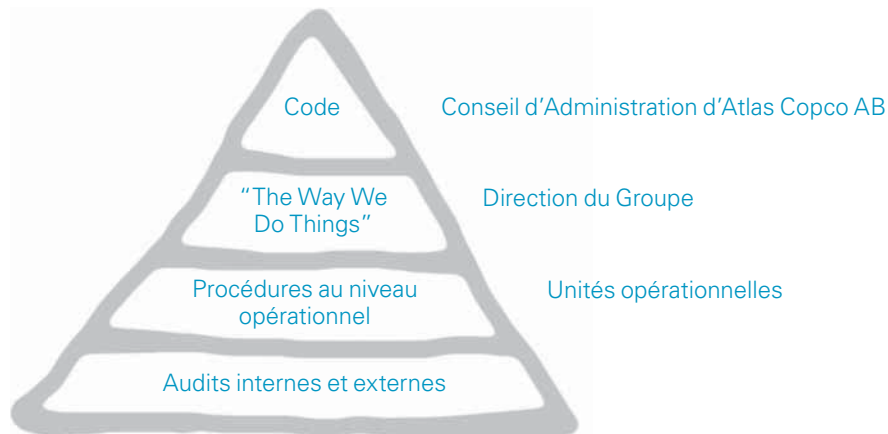 Code
Conseil d’Administration d’Atlas Copco AB
“The Way We
Do Things”
Direction du Groupe
Procédures au niveau
opérationnel
Unités opérationnelles
Audits internes et externes